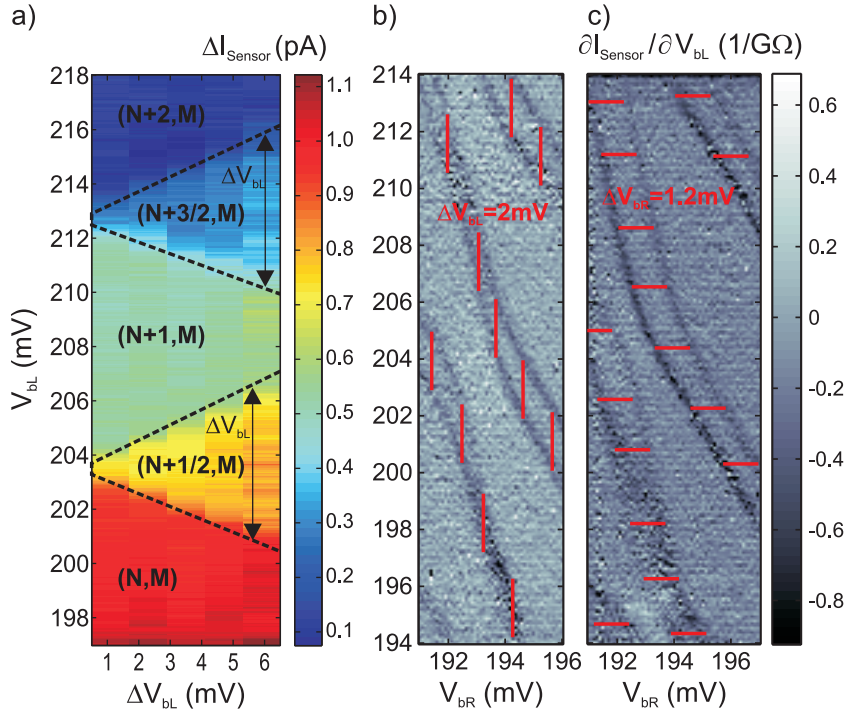 a)
ΔI_Sensor (pA)
b)
c)
∂I_Sensor/∂V_bL (1/GΩ)
218
216
214
212
210
207
206
204
202
200
198
V_bL (mV)
(N+2,M)
(N+3/2,M)
(N+1,M)
(N+1/2,M)
(N,M)
ΔV_bL
ΔV_bL
1 2 3 4 5 6
ΔV_bL (mV)
1.1
1.0
0.9
0.8
0.7
0.6
0.5
0.4
0.3
0.2
0.1
214
212
210
208
206
204
202
200
198
196
194
ΔV_bL=2mV
192 194 196
V_bR (mV)
ΔV_bR=1.2mV
192 194 196
V_bR (mV)
0.6
0.4
0.2
0
-0.2
-0.4
-0.6
-0.8